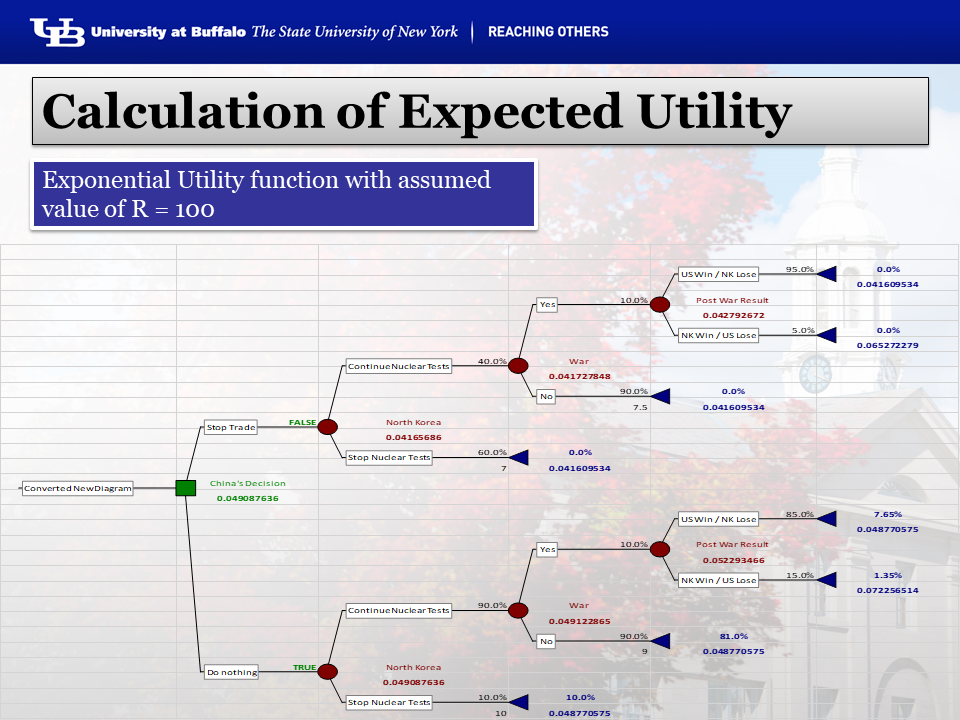 UB University at Buffalo The State University of New York | REACHING OTHERS
Calculation of Expected Utility
Exponential Utility function with assumed
value of R = 100
US Win / NK Lose 95.0% 0.0%
0.041609534
Yes 10.0% Post War Result
0.042792672
NK Win / US Lose 5.0% 0.0%
0.065272279
Continue Nuclear Tests 40.0% War
0.041727848
No 90.0% 0.0%
7.5 0.041609534
Stop Trade FALSE North Korea
0.04165686
Stop Nuclear Tests 60.0% 0.0%
7 0.041609534
Converted New Diagram China's Decision
0.049087636
US Win / NK Lose 85.0% 7.65%
0.048770575
Yes 10.0% Post War Result
0.052293466
NK Win / US Lose 15.0% 1.35%
0.072256514
Continue Nuclear Tests 90.0% War
0.049122865
No 90.0% 81.0%
9 0.048770575
Do nothing TRUE North Korea
0.049087636
Stop Nuclear Tests 10.0% 10.0%
10 0.048770575